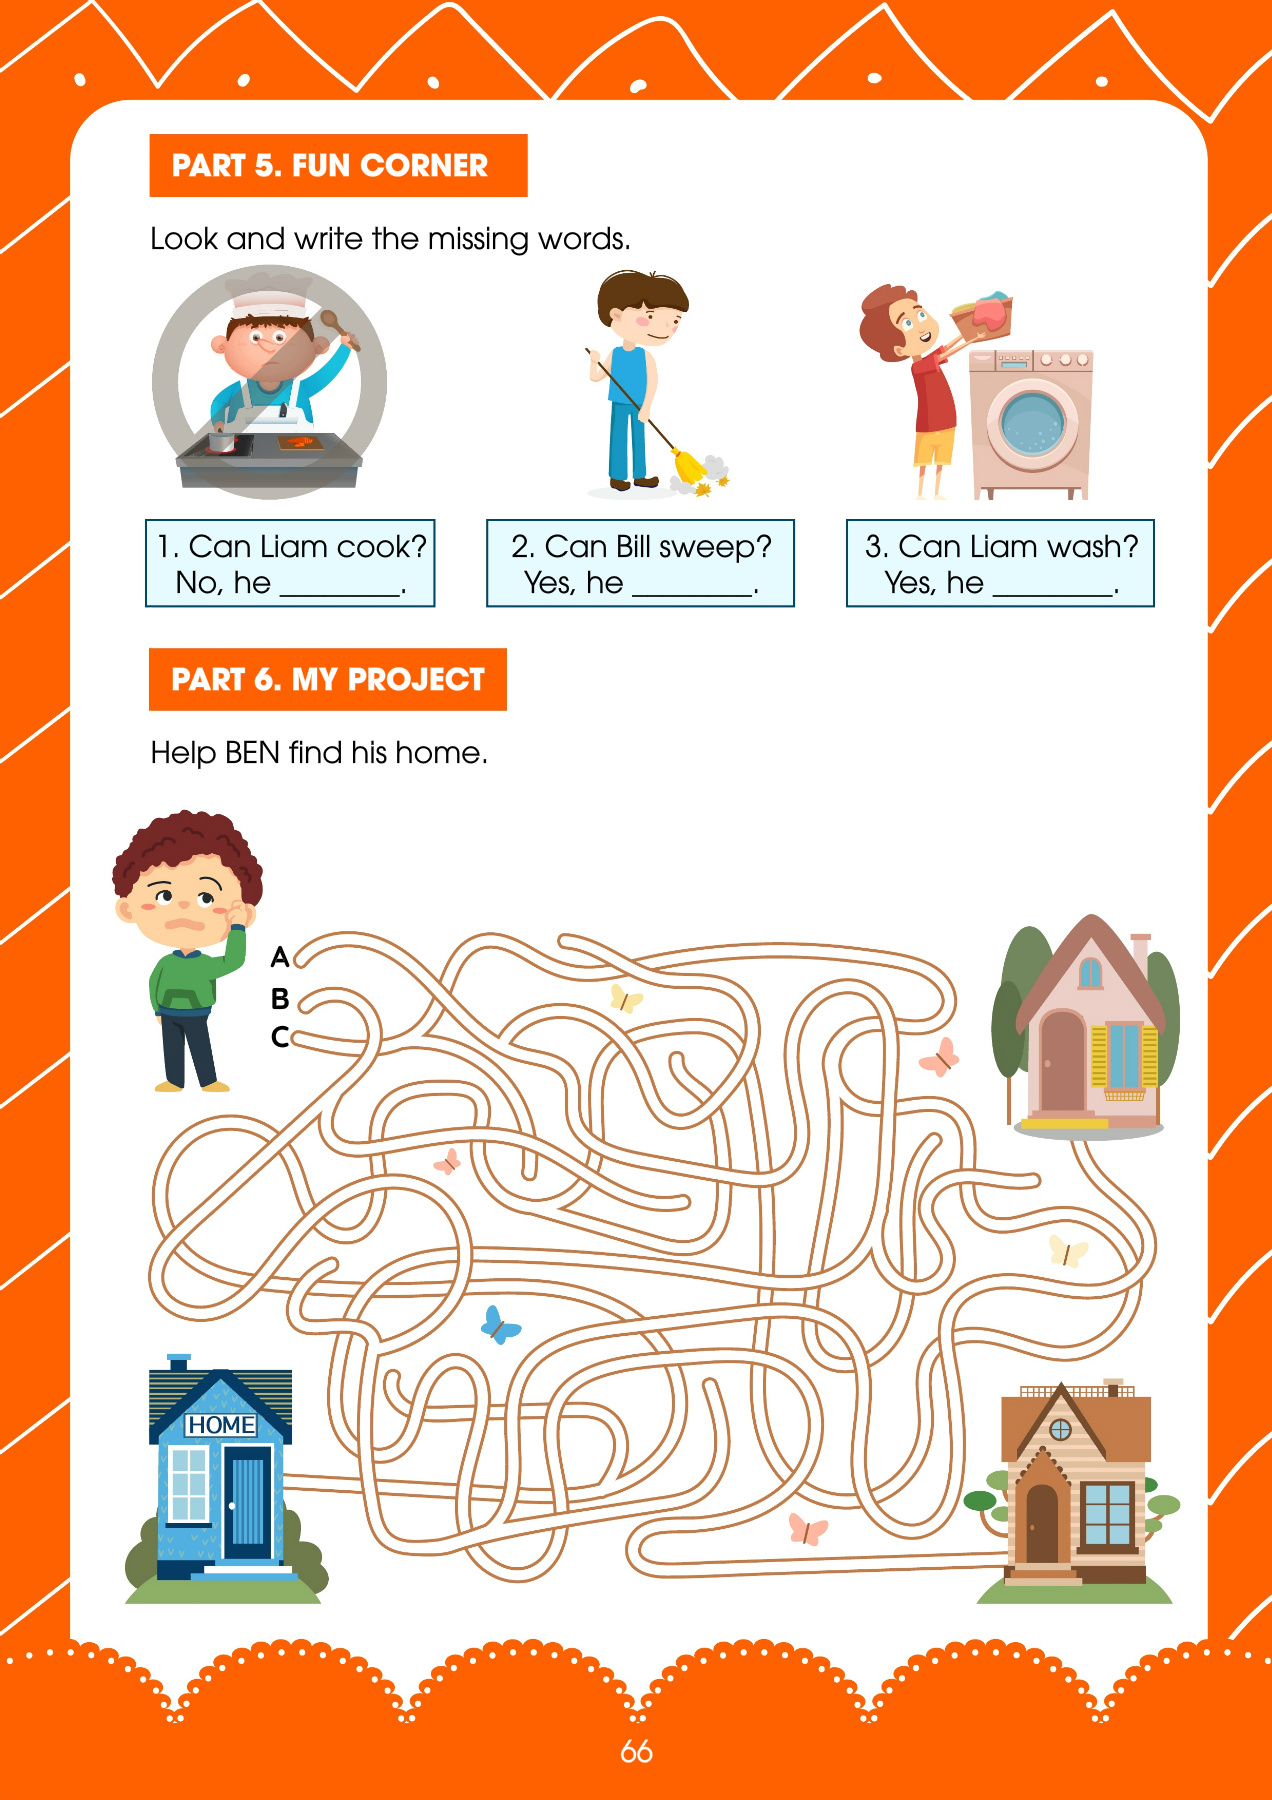 PART 5. FUN CORNER
Look and write the missing words.
1. Can Liam cook?
No, he ________.
2. Can Bill sweep?
Yes, he ________.
3. Can Liam wash?
Yes, he ________.
PART 6. MY PROJECT
Help BEN find his home.
A
B
C
HOME
66